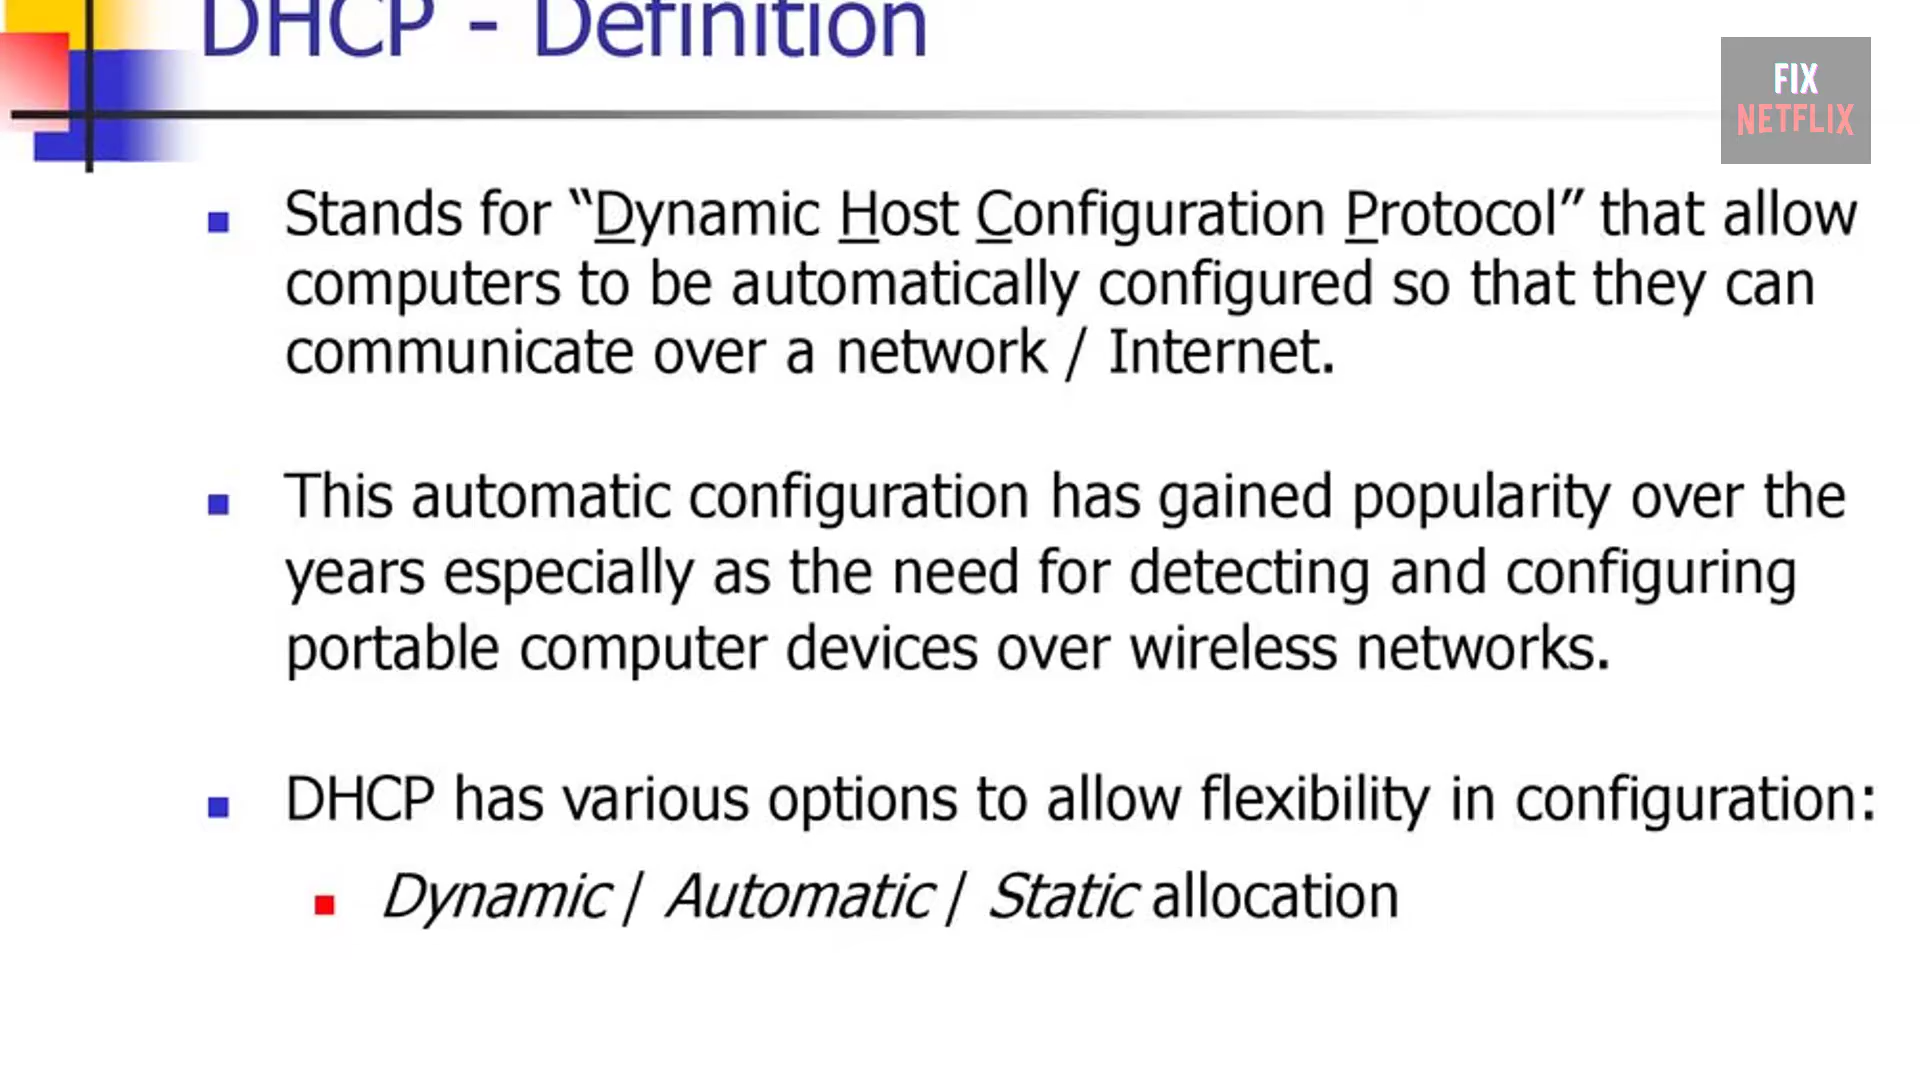 DHCP - Definition
FIX
NETFLIX
Stands for “Dynamic Host Configuration Protocol” that allow
computers to be automatically configured so that they can
communicate over a network / Internet.
This automatic configuration has gained popularity over the
years especially as the need for detecting and configuring
portable computer devices over wireless networks.
DHCP has various options to allow flexibility in configuration:
Dynamic / Automatic / Static allocation